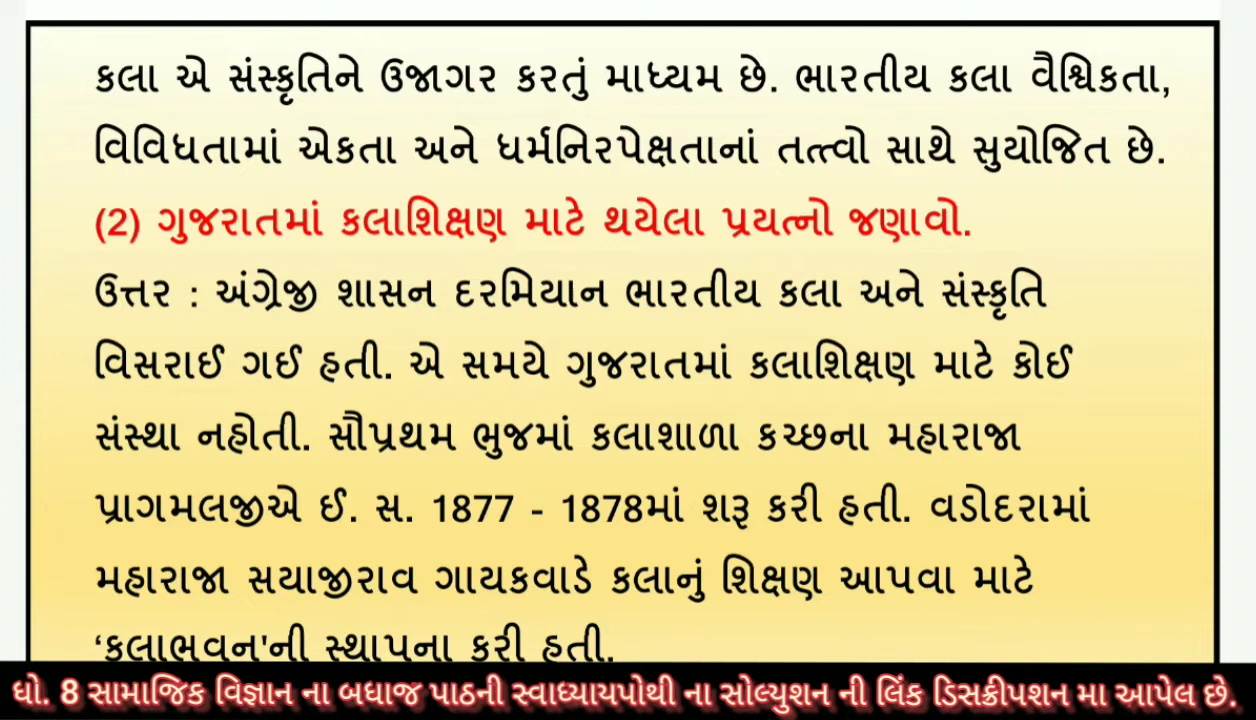 કલા એ સંસ્કૃતિને ઉજાગર કરતું માધ્યમ છે. ભારતીય કલા વૈશ્વિકતા,
વિવિધતામાં એકતા અને ધર્મનિરપેક્ષતાનાં તત્ત્વો સાથે સુયોજિત છે.
(2) ગુજરાતમાં કલાશિક્ષણ માટે થયેલા પ્રયત્નો જણાવો.
ઉત્તર : અંગ્રેજી શાસન દરમિયાન ભારતીય કલા અને સંસ્કૃતિ
વિસરાઈ ગઈ હતી. એ સમયે ગુજરાતમાં કલાશિક્ષણ માટે કોઈ
સંસ્થા નહોતી. સૌપ્રથમ ભુજમાં કલાશાળા કચ્છના મહારાજા
પ્રાગમલજીએ ઈ. સ. 1877 - 1878માં શરૂ કરી હતી. વડોદરામાં
મહારાજા સયાજીરાવ ગાયકવાડે કલાનું શિક્ષણ આપવા માટે
‘કલાભવન'ની સ્થાપના કરી હતી.
ધો. 8 સામાજિક વિજ્ઞાન ના બધાજ પાઠની સ્વાધ્યાયપોથી ના સોલ્યુશન ની લિંક ડિસક્રીપશન મા આપેલ છે.